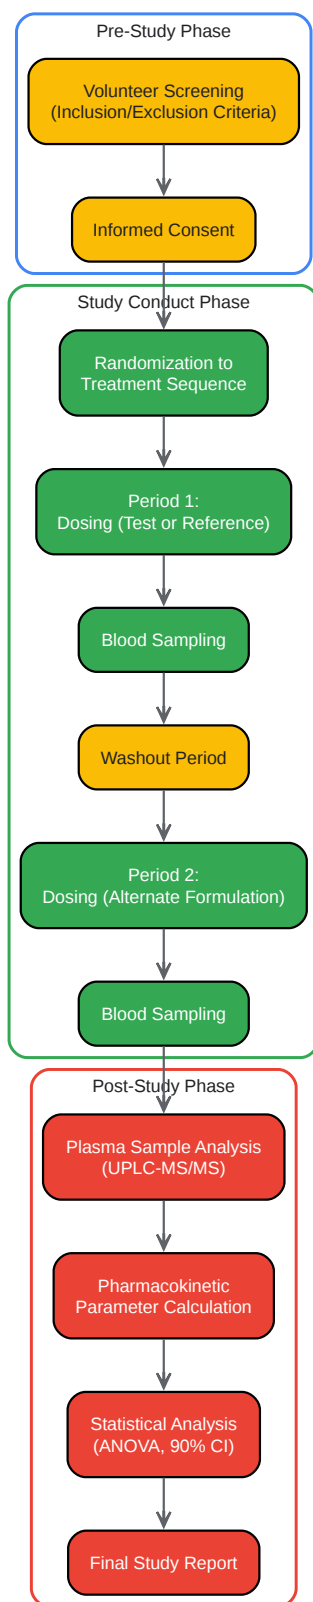 Pre-Study Phase
Volunteer Screening
(Inclusion/Exclusion Criteria)
Informed Consent
Study Conduct Phase
Randomization to
Treatment Sequence
Period 1:
Dosing (Test or Reference)
Blood Sampling
Washout Period
Period 2:
Dosing (Alternate Formulation)
Blood Sampling
Post-Study Phase
Plasma Sample Analysis
(UPLC-MS/MS)
Pharmacokinetic
Parameter Calculation
Statistical Analysis
(ANOVA, 90% CI)
Final Study Report